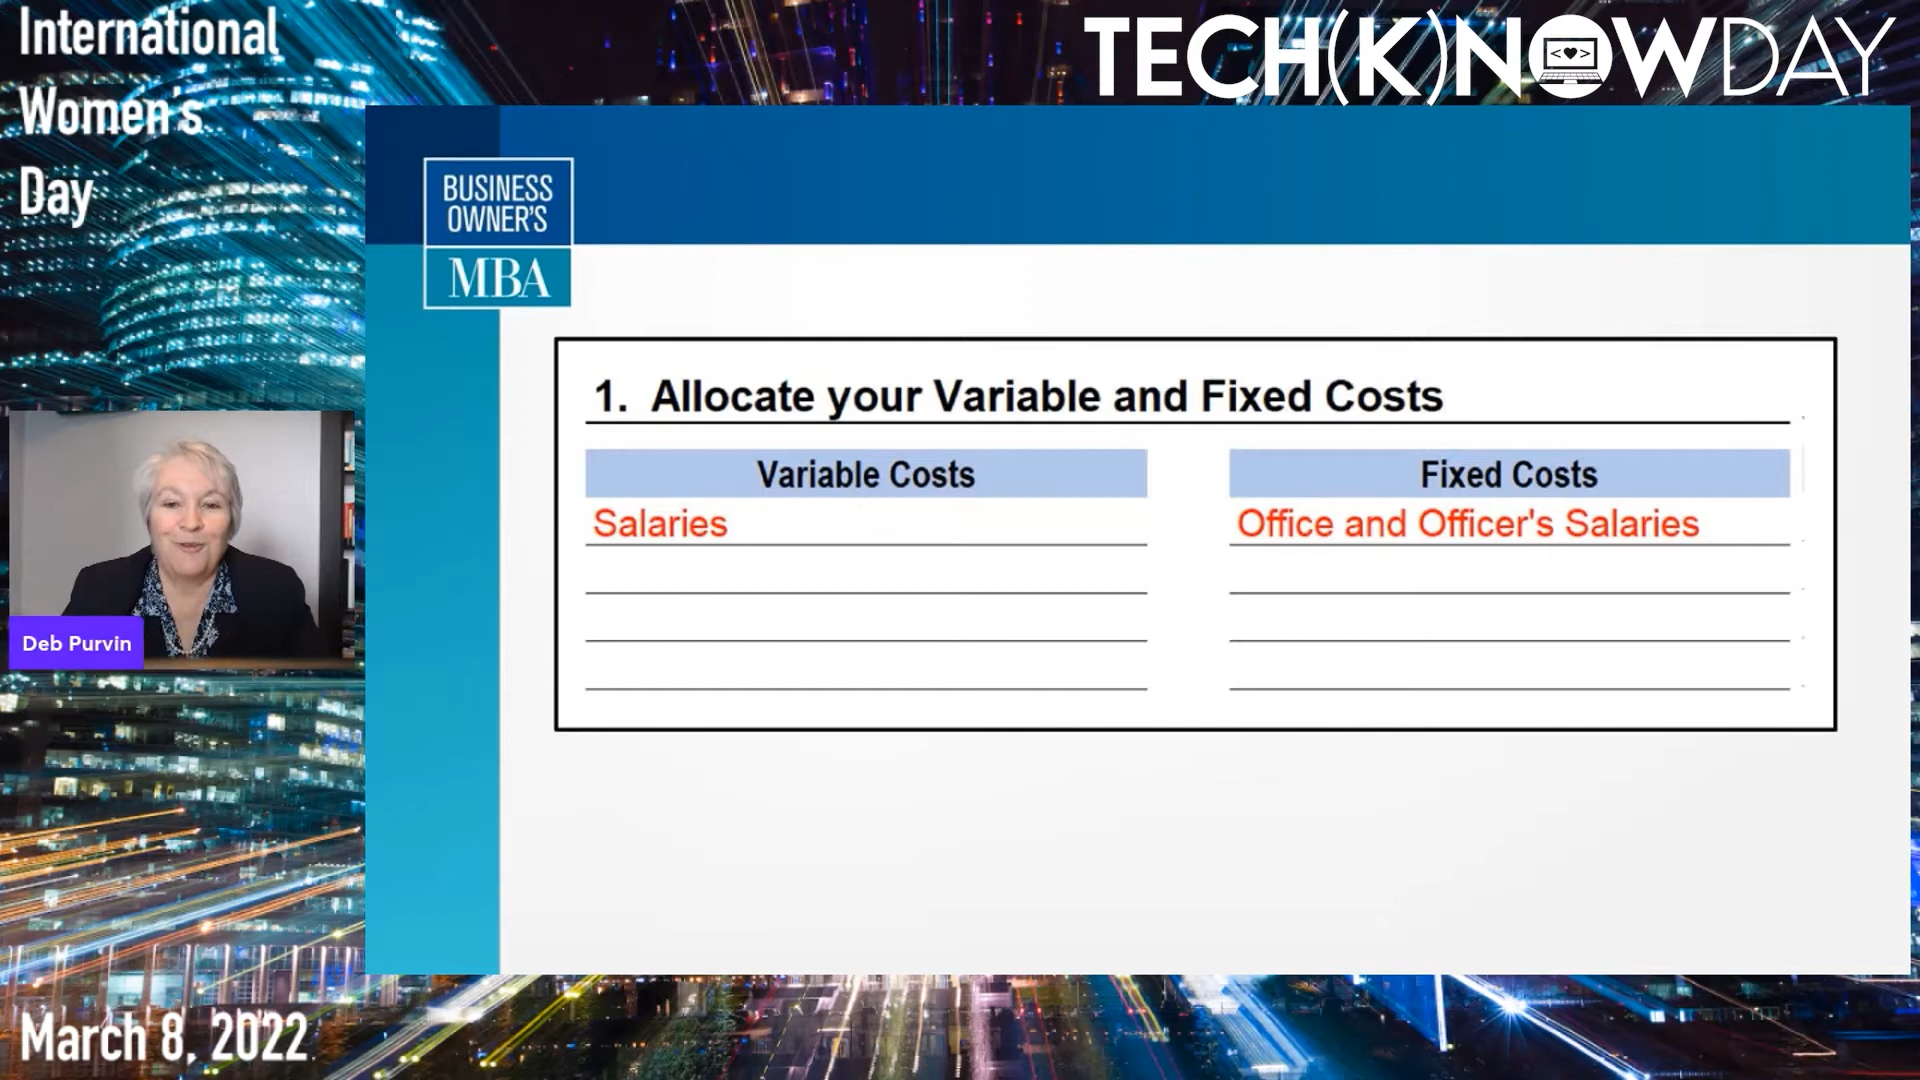 International
Women's
Day
TECH(K)NOWDAY
BUSINESS
OWNER'S
MBA
1. Allocate your Variable and Fixed Costs
Variable Costs
Fixed Costs
Salaries
Office and Officer's Salaries
Deb Purvin
March 8, 2022